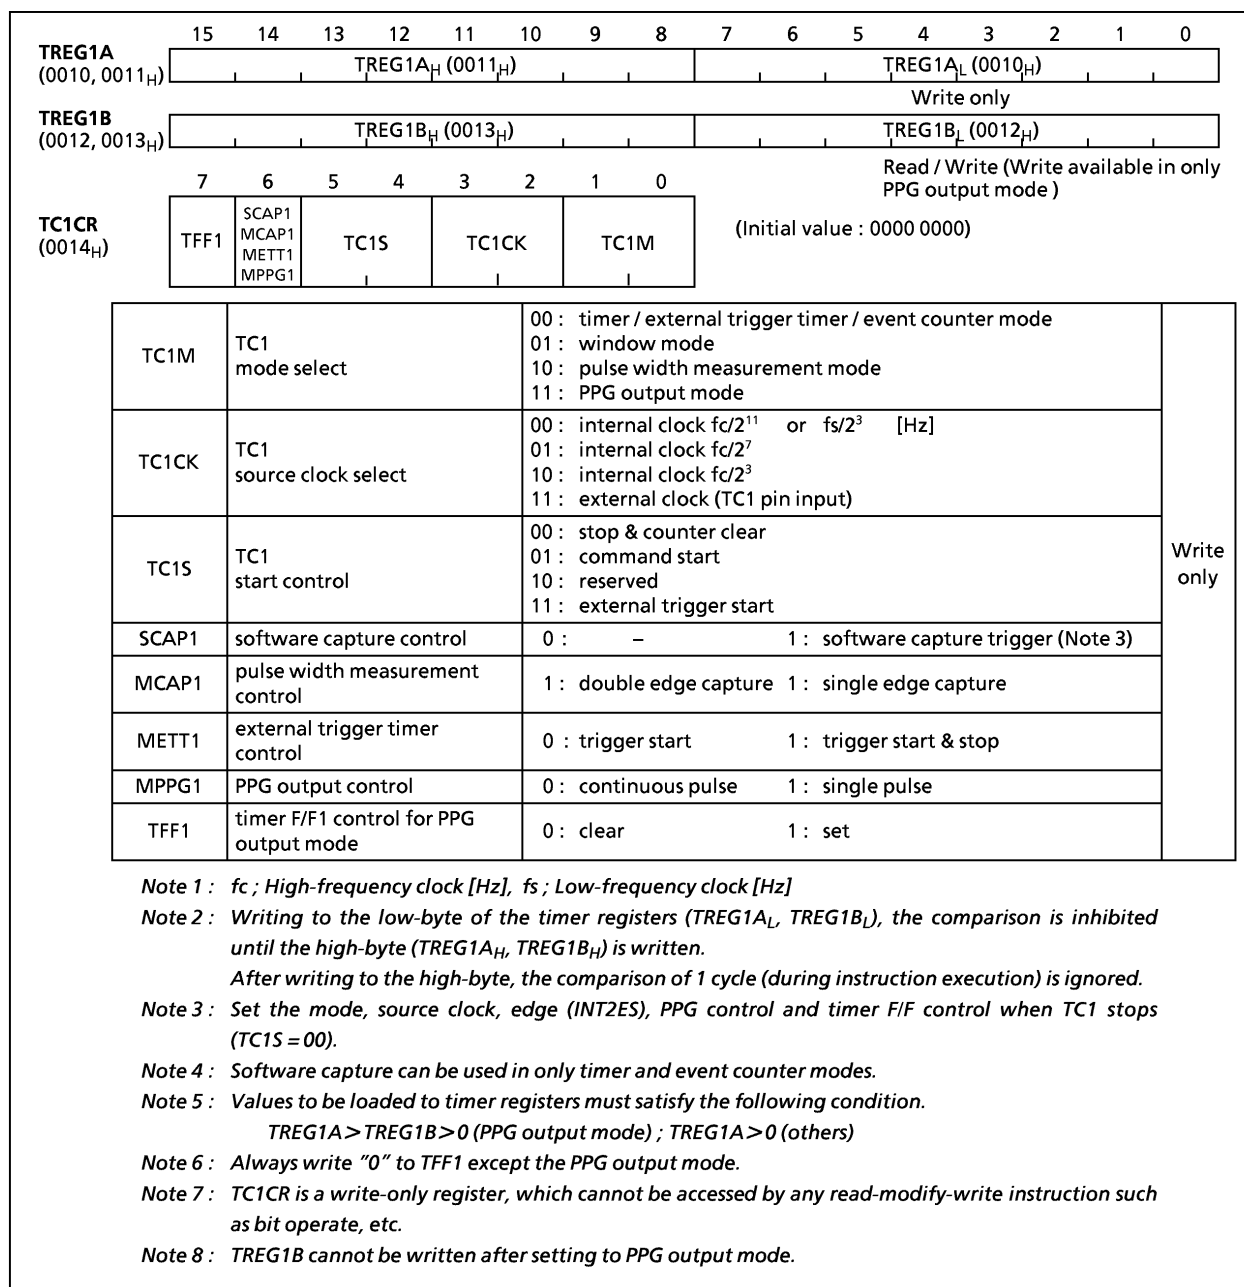 15 14 13 12 11 10 9 8 7 6 5 4 3 2 1 0
TREG1A
(0010, 0011H)
TREG1AH (0011H) TREG1AL (0010H)
Write only
TREG1B
(0012, 0013H)
TREG1BH (0013H) TREG1BL (0012H)
Read / Write (Write available in only
PPG output mode )
7 6 5 4 3 2 1 0
TC1CR
(0014H)
TFF1
SCAP1
MCAP1
METT1
MPPG1
TC1S TC1CK TC1M
(Initial value : 0000 0000)
TC1M
TC1
mode select
00 : timer / external trigger timer / event counter mode
01 : window mode
10 : pulse width measurement mode
11 : PPG output mode
TC1CK
TC1
source clock select
00 : internal clock fc/2¹¹ or fs/2³ [Hz]
01 : internal clock fc/2⁷
10 : internal clock fc/2³
11 : external clock (TC1 pin input)
TC1S
TC1
start control
00 : stop & counter clear
01 : command start
10 : reserved
11 : external trigger start
Write
only
SCAP1 software capture control 0 : – 1 : software capture trigger (Note 3)
MCAP1
pulse width measurement
control
1 : double edge capture 1 : single edge capture
METT1
external trigger timer
control
0 : trigger start 1 : trigger start & stop
MPPG1 PPG output control 0 : continuous pulse 1 : single pulse
TFF1
timer F/F1 control for PPG
output mode
0 : clear 1 : set
Note 1 : fc ; High-frequency clock [Hz], fs ; Low-frequency clock [Hz]
Note 2 : Writing to the low-byte of the timer registers (TREG1AL, TREG1BL), the comparison is inhibited
until the high-byte (TREG1AH, TREG1BH) is written.
After writing to the high-byte, the comparison of 1 cycle (during instruction execution) is ignored.
Note 3 : Set the mode, source clock, edge (INT2ES), PPG control and timer F/F control when TC1 stops
(TC1S = 00).
Note 4 : Software capture can be used in only timer and event counter modes.
Note 5 : Values to be loaded to timer registers must satisfy the following condition.
TREG1A > TREG1B > 0 (PPG output mode) ; TREG1A > 0 (others)
Note 6 : Always write "0" to TFF1 except the PPG output mode.
Note 7 : TC1CR is a write-only register, which cannot be accessed by any read-modify-write instruction such
as bit operate, etc.
Note 8 : TREG1B cannot be written after setting to PPG output mode.